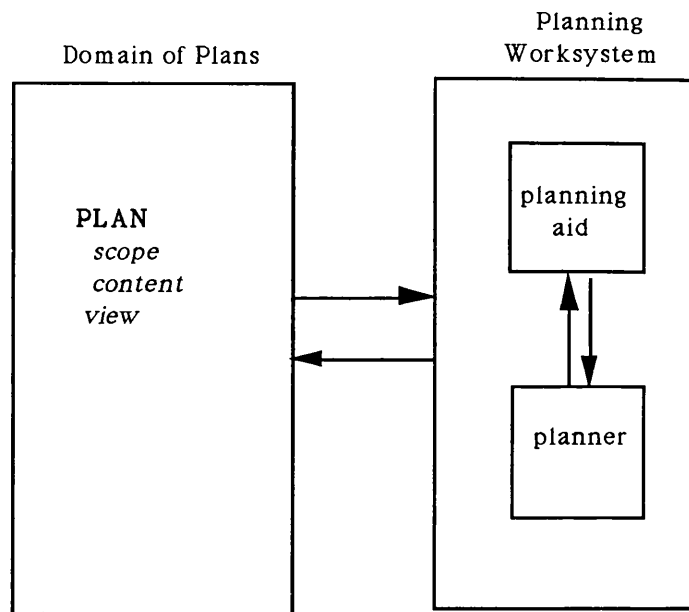 Domain of Plans
Planning
Worksystem
PLAN
scope
content
view
planning
aid
planner